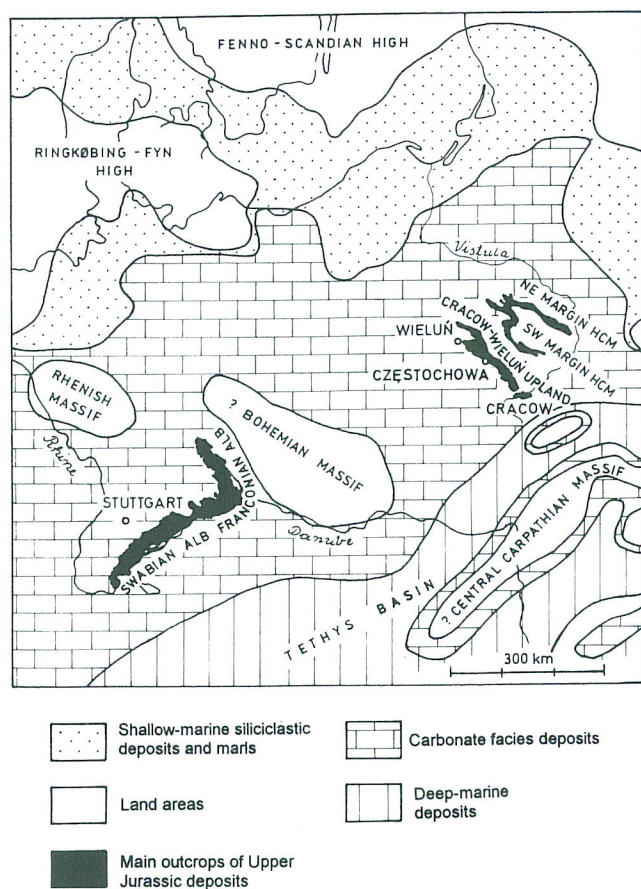 FENNO-SCANDIAN HIGH
RINGKØBING-FYN
HIGH
Vistula
NE MARGIN HCM
SW MARGIN HCM
CRACOW-WIELUŃ UPLAND
WIELUŃ
CZĘSTOCHOWA
CRACOW
RHENISH
MASSIF
Rhine
? BOHEMIAN MASSIF
STUTTGART
SWABIAN ALB FRANCONIAN ALB
Danube
TETHYS BASIN
? CENTRAL CARPATHIAN MASSIF
300 km
Shallow-marine siliciclastic
deposits and marls
Carbonate facies deposits
Land areas
Deep-marine
deposits
Main outcrops of Upper
Jurassic deposits